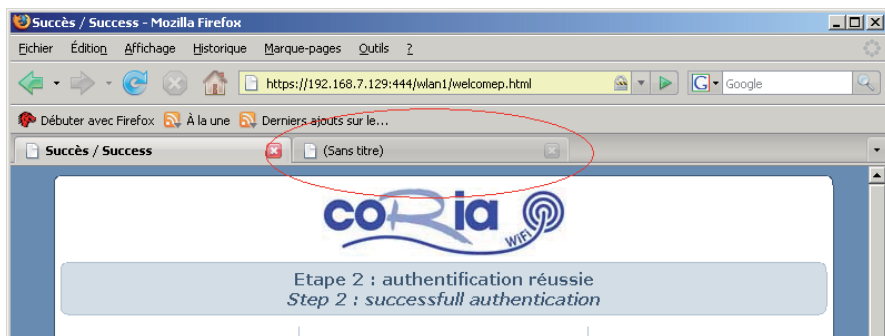 Succès / Success - Mozilla Firefox
Fichier Édition Affichage Historique Marque-pages Outils ?
https://192.168.7.129:444/wlan1/welcomep.html G Google
Débuter avec Firefox À la une Derniers ajouts sur le...
Succès / Success (Sans titre)
coRia
WIFI
Etape 2 : authentification réussie
Step 2 : successfull authentication